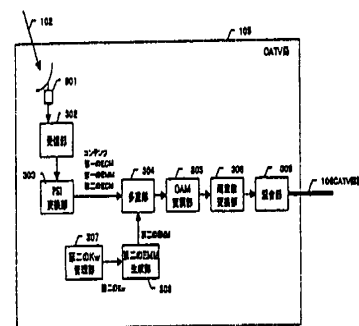 102
105
CATV局
301
302
受信部
コンテンツ
第一のECM
第一のEMM
第二のECM
303
304
305
306
309
PSI
変換部
多重部
QAM
変調部
周波数
変換部
混合部
106CATV網
第二のEMM
307
第二のKw
管理部
第二のEMM
生成部
第二のKw
308